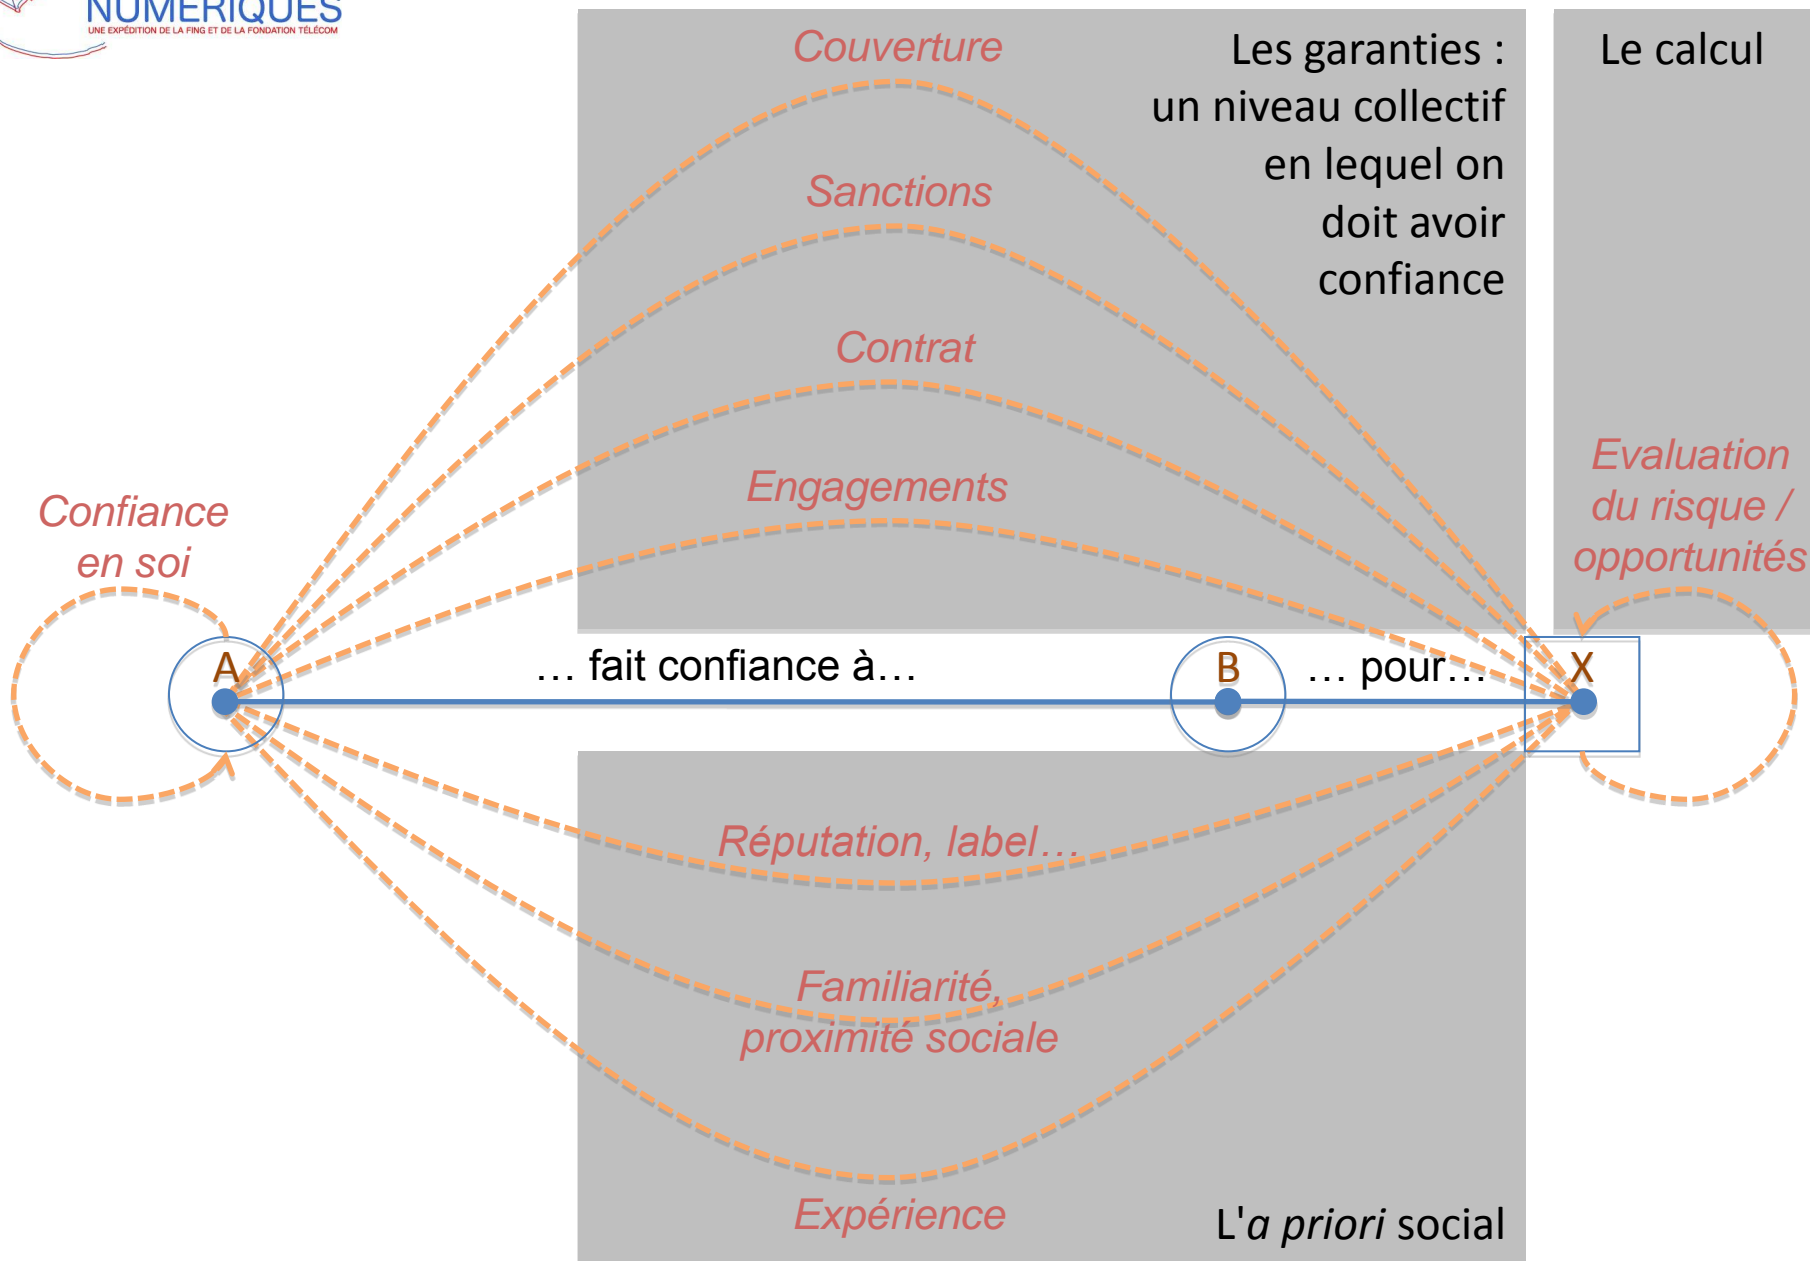 NUMERIQUES
UNE EXPÉDITION DE LA FING ET DE LA FONDATION TÉLÉCOM
Couverture
Les garanties :
un niveau collectif
en lequel on
doit avoir
confiance
Le calcul
Sanctions
Contrat
Engagements
Evaluation
du risque /
opportunités
Confiance
en soi
A
… fait confiance à…
B
… pour…
X
Réputation, label…
Familiarité,
proximité sociale
Expérience
L'a priori social